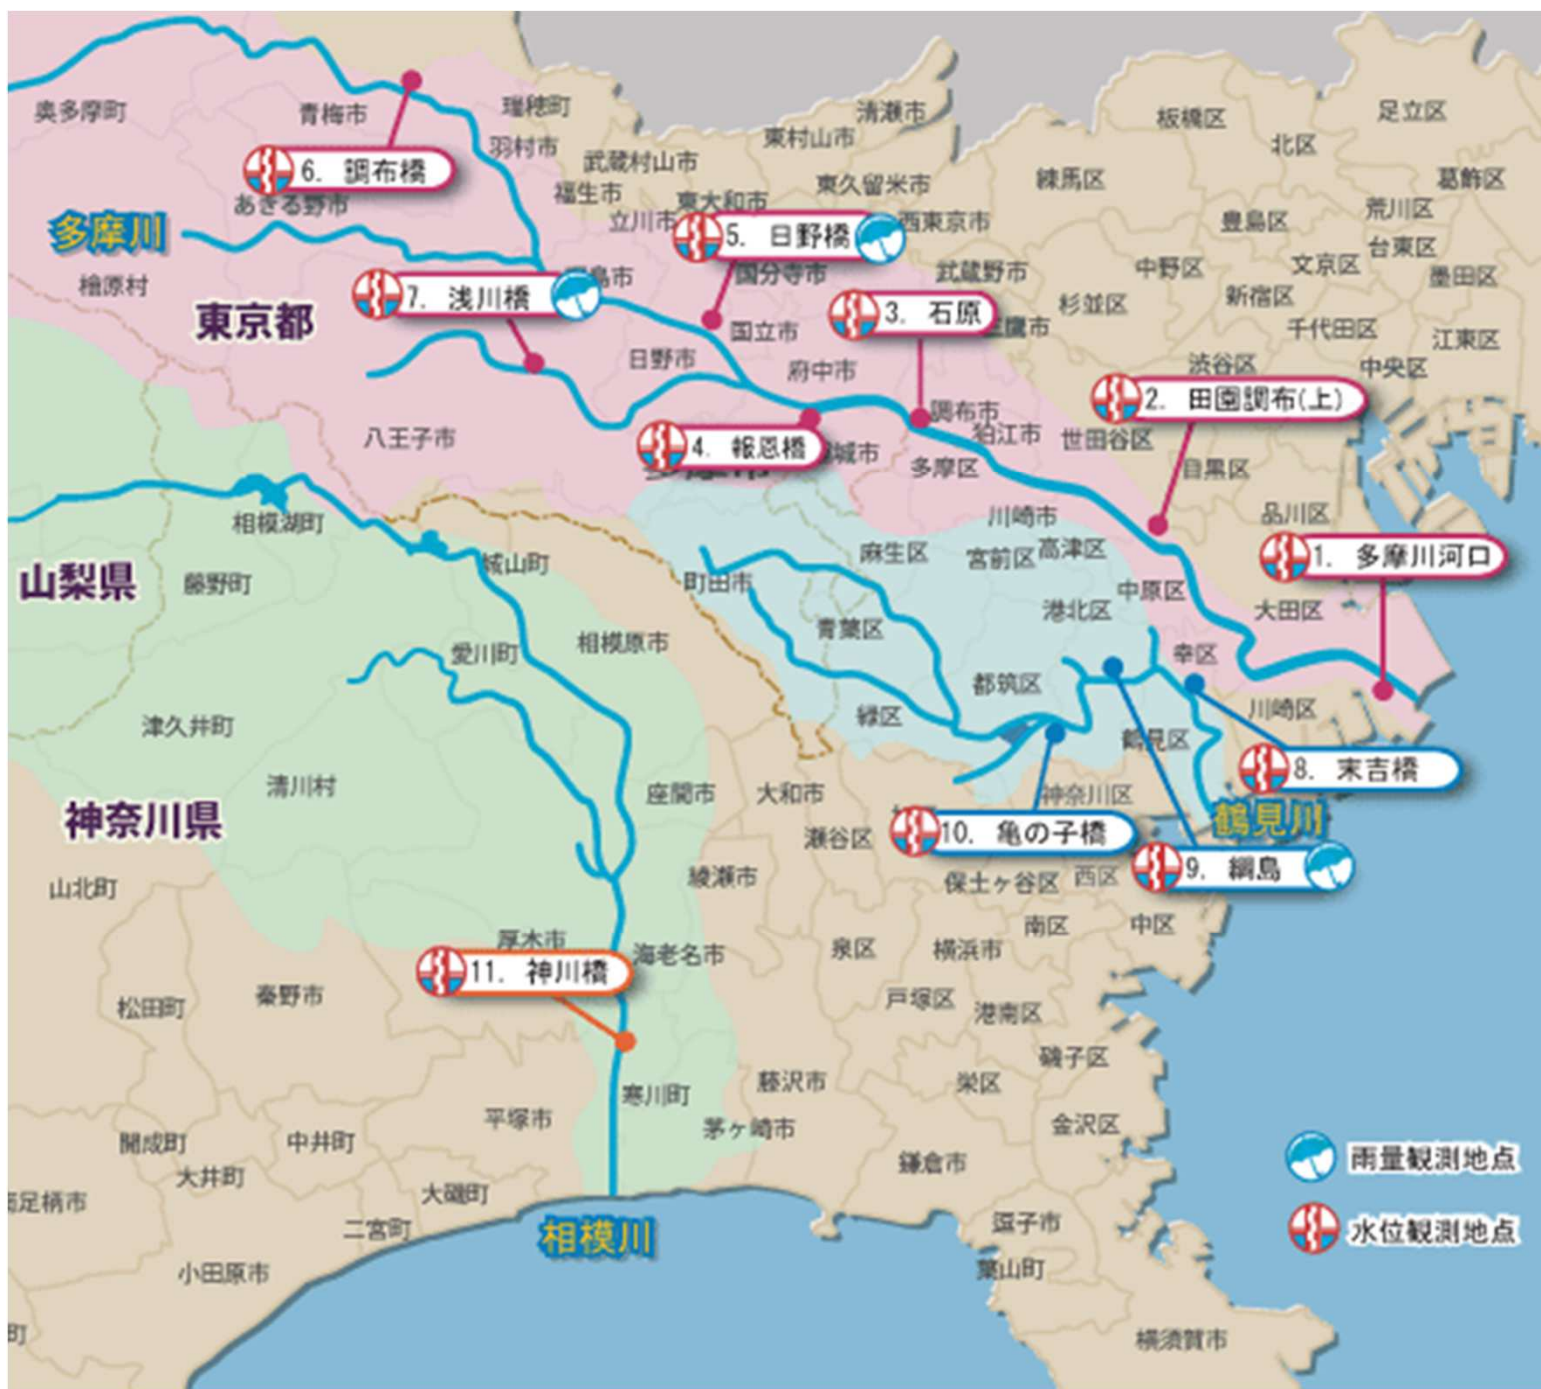 奥多摩町
青梅市
瑞穂町
清瀬市
板橋区
足立区
羽村市
東村山市
北区
6. 調布橋
武蔵村山市
練馬区
葛飾区
あきる野市
福生市
東大和市
東久留米市
荒川区
多摩川
立川市
5. 日野橋
西東京市
豊島区
台東区
檜原村
島市
国分寺市
武蔵野市
中野区
文京区
墨田区
7. 浅川橋
新宿区
東京都
3. 石原
鷹市
杉並区
千代田区
江東区
国立市
日野市
府中市
渋谷区
中央区
2. 田園調布(上)
八王子市
調布市
狛江市
世田谷区
4. 報恩橋
城市
多摩区
目黒区
相模湖町
川崎市
品川区
麻生区
宮前区
高津区
1. 多摩川河口
城山町
山梨県
藤野町
町田市
中原区
港北区
大田区
青葉区
相模原市
愛川町
幸区
都筑区
津久井町
緑区
川崎区
鶴見区
8. 末吉橋
清川村
座間市
大和市
神奈川区
神奈川県
鶴見川
瀬谷区
10. 亀の子橋
9. 綱島
山北町
綾瀬市
保土ヶ谷区
西区
南区
中区
厚木市
海老名市
泉区
横浜市
11. 神川橋
秦野市
松田町
戸塚区
港南区
磯子区
藤沢市
栄区
寒川町
平塚市
茅ヶ崎市
金沢区
開成町
中井町
大井町
鎌倉市
雨量観測地点
大磯町
足柄市
二宮町
相模川
逗子市
水位観測地点
小田原市
葉山町
町
横須賀市